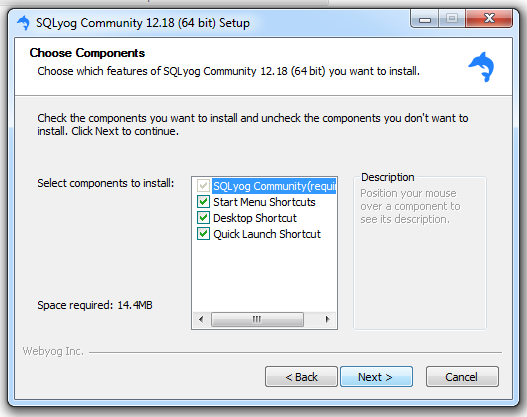 SQLyog Community 12.18 (64 bit) Setup
Choose Components
Choose which features of SQLyog Community 12.18 (64 bit) you want to install.
Check the components you want to install and uncheck the components you don't want to
install. Click Next to continue.
Select components to install:
SQLyog Community(requi
Start Menu Shortcuts
Desktop Shortcut
Quick Launch Shortcut
Description
Position your mouse
over a component to
see its description.
Space required: 14.4MB
Webyog Inc.
< Back
Next >
Cancel